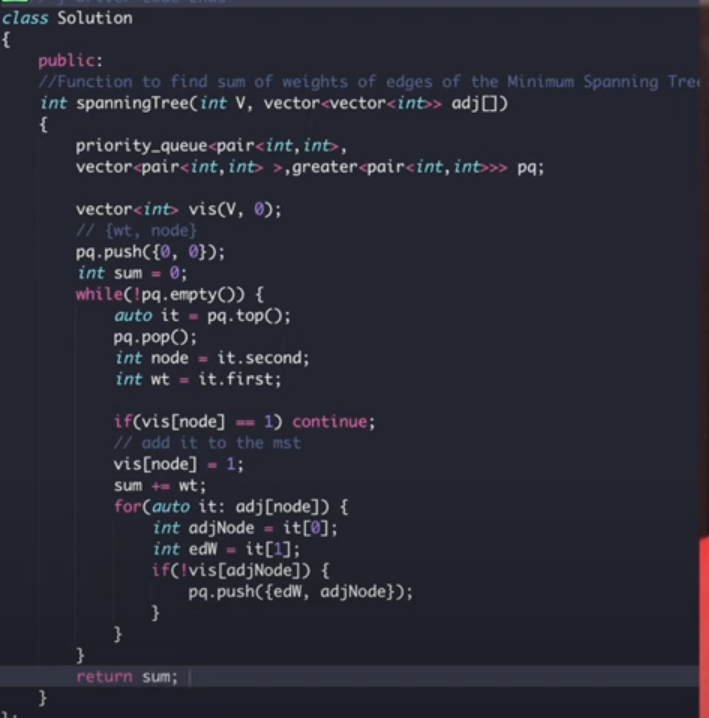 class Solution
{
    public:
    //Function to find sum of weights of edges of the Minimum Spanning Tree
    int spanningTree(int V, vector<vector<int>> adj[])
    {
        priority_queue<pair<int,int>,
        vector<pair<int,int> >,greater<pair<int,int>>> pq;

        vector<int> vis(V, 0);
        // {wt, node}
        pq.push({0, 0});
        int sum = 0;
        while(!pq.empty()) {
            auto it = pq.top();
            pq.pop();
            int node = it.second;
            int wt = it.first;

            if(vis[node] == 1) continue;
            // add it to the mst
            vis[node] = 1;
            sum += wt;
            for(auto it: adj[node]) {
                int adjNode = it[0];
                int edW = it[1];
                if(!vis[adjNode]) {
                    pq.push({edW, adjNode});
                }
            }
        }
        return sum;
    }
};